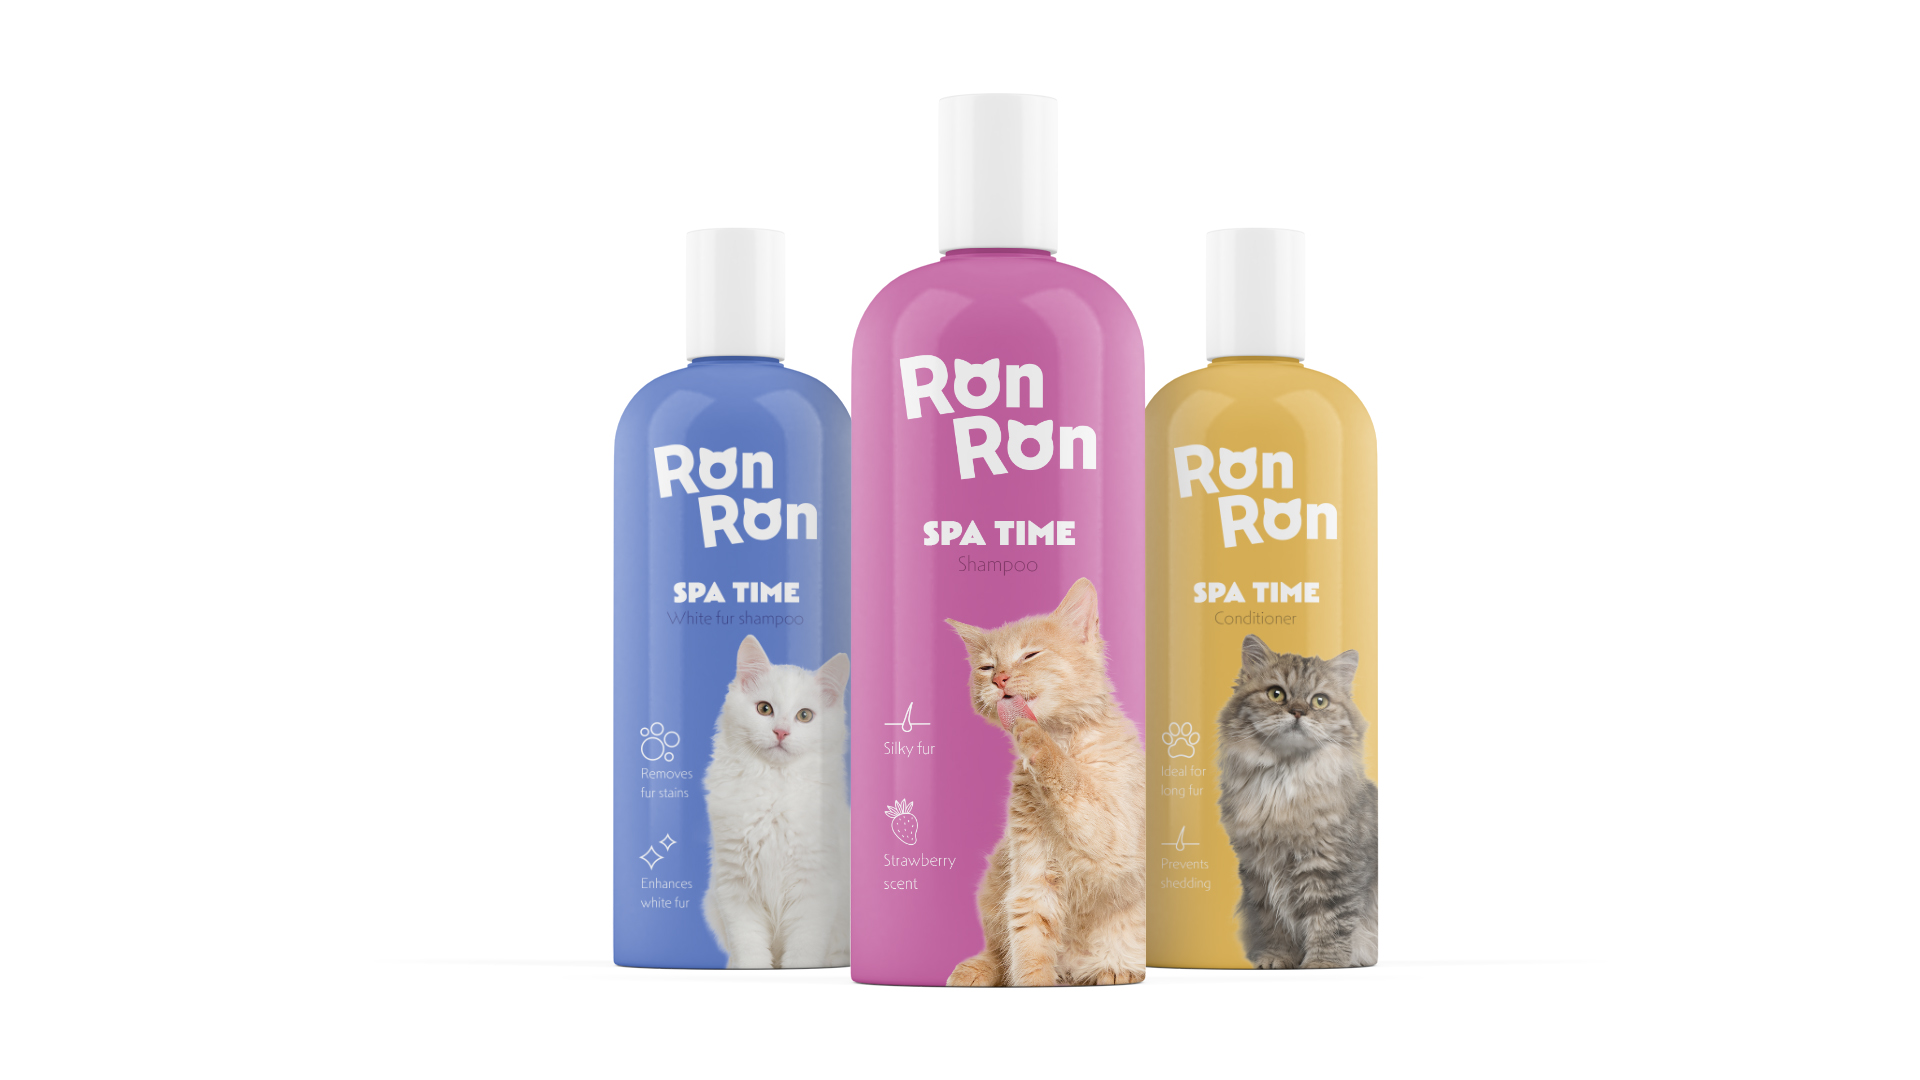 Ron
Ron
SPA TIME
White fur shampoo
Removes
fur stains
Enhances
white fur
Ron
Ron
SPA TIME
Shampoo
Silky fur
Strawberry
scent
Ron
Ron
SPA TIME
Conditioner
Ideal for
long fur
Prevents
shedding